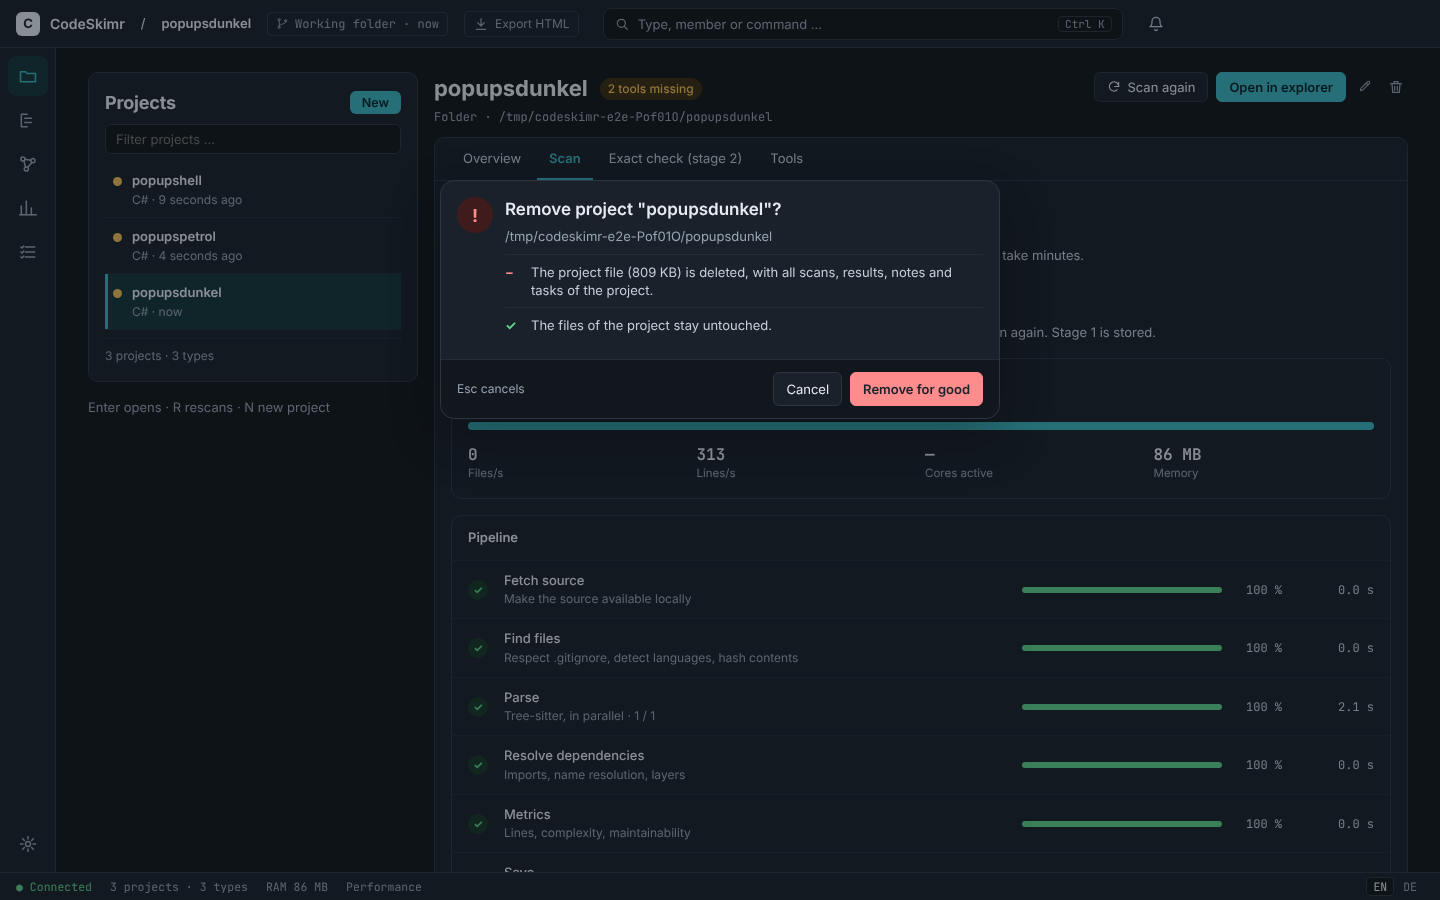 C CodeSkimr / popupsdunkel Working folder · now Export HTML Type, member or command ... Ctrl K
Projects New
Filter projects ...
popupshell
C# · 9 seconds ago
popupspetrol
C# · 4 seconds ago
popupsdunkel
C# · now
3 projects · 3 types
Enter opens · R rescans · N new project
popupsdunkel 2 tools missing Scan again Open in explorer
Folder · /tmp/codeskimr-e2e-Pof01O/popupsdunkel
Overview Scan Exact check (stage 2) Tools
! Remove project "popupsdunkel"?
/tmp/codeskimr-e2e-Pof01O/popupsdunkel
take minutes.
– The project file (809 KB) is deleted, with all scans, results, notes and
tasks of the project.
The files of the project stay untouched.
n again. Stage 1 is stored.
Esc cancels Cancel Remove for good
0 313 – 86 MB
Files/s Lines/s Cores active Memory
Pipeline
Fetch source
Make the source available locally 100 % 0.0 s
Find files
Respect .gitignore, detect languages, hash contents 100 % 0.0 s
Parse
Tree-sitter, in parallel · 1 / 1 100 % 2.1 s
Resolve dependencies
Imports, name resolution, layers 100 % 0.0 s
Metrics
Lines, complexity, maintainability 100 % 0.0 s
Save
Connected 3 projects · 3 types RAM 86 MB Performance EN DE